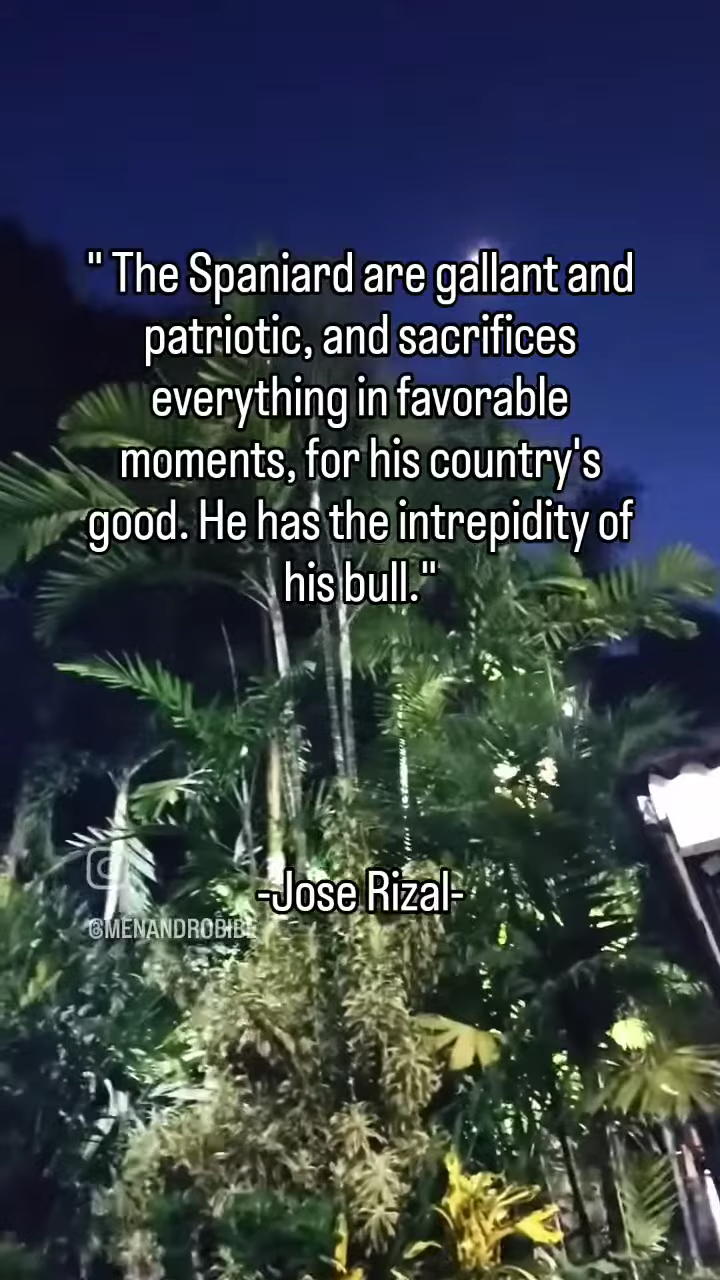 " The Spaniard are gallant and
patriotic, and sacrifices
everything in favorable
moments, for his country's
good. He has the intrepidity of
his bull."
-Jose Rizal-
@MENANDROBIBE